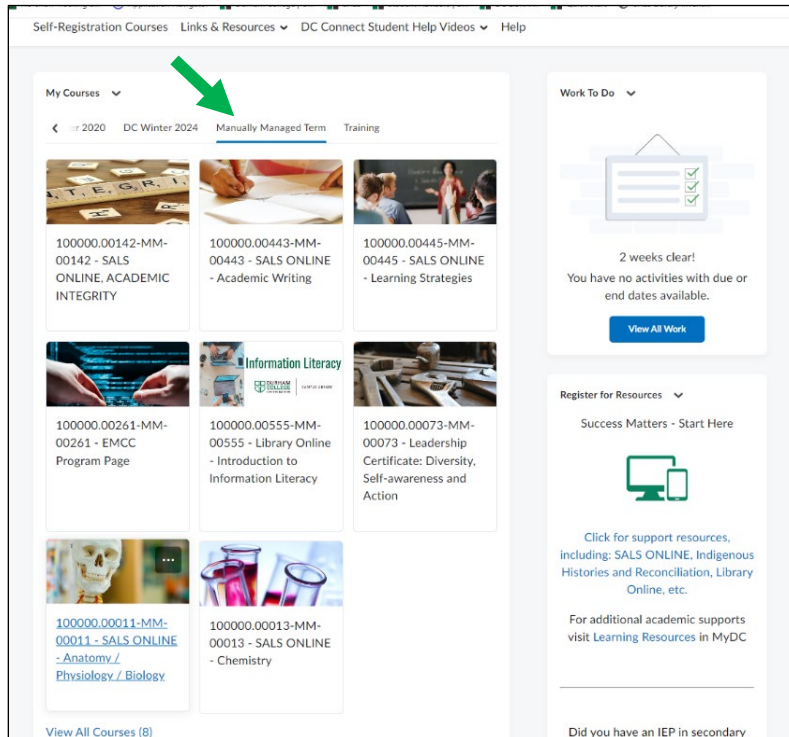 Self-Registration Courses Links & Resources DC Connect Student Help Videos Help
My Courses
2020 DC Winter 2024 Manually Managed Term Training
INTEGRI
100000.00142-MM-
00142 - SALS
ONLINE, ACADEMIC
INTEGRITY
100000.00443-MM-
00443 - SALS ONLINE
- Academic Writing
100000.00445-MM-
00445 - SALS ONLINE
- Learning Strategies
Information Literacy
DURHAM
COLLEGE
CAMPUS LIBRARY
100000.00261-MM-
00261 - EMCC
Program Page
100000.00555-MM-
00555 - Library Online
- Introduction to
Information Literacy
100000.00073-MM-
00073 - Leadership
Certificate: Diversity,
Self-awareness and
Action
100000.00011-MM-
00011 - SALS ONLINE
- Anatomy /
Physiology / Biology
100000.00013-MM-
00013 - SALS ONLINE
- Chemistry
View All Courses (8)
Work To Do
2 weeks clear!
You have no activities with due or
end dates available.
View All Work
Register for Resources
Success Matters - Start Here
Click for support resources,
including: SALS ONLINE, Indigenous
Histories and Reconciliation, Library
Online, etc.
For additional academic supports
visit Learning Resources in MyDC
Did you have an IEP in secondary